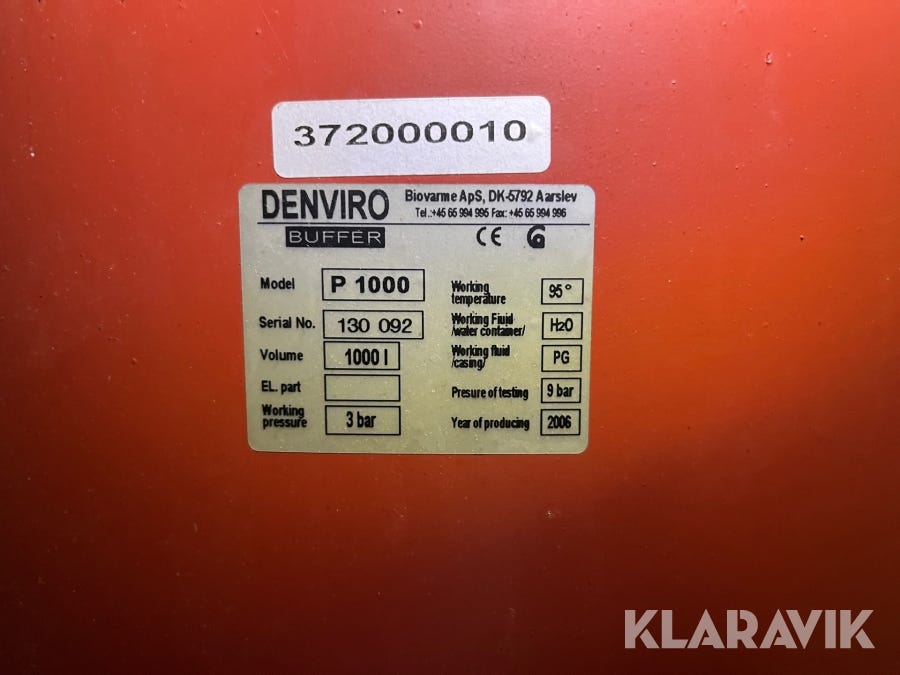 372000010
DENVIRO
BUFFER
Biovarme ApS, DK-5792 Aarslev
Tel.:+45 65 994 995 Fax: +45 65 994 996
CE
Model P 1000
Serial No. 130 092
Volume 1000 l
EL. part
Working pressure 3 bar
Working temperature 95°
Working Fiuid /water container/ H2O
Working fluid /casing/ PG
Presure of testing 9 bar
Year of producing 2006
KLARAVIK